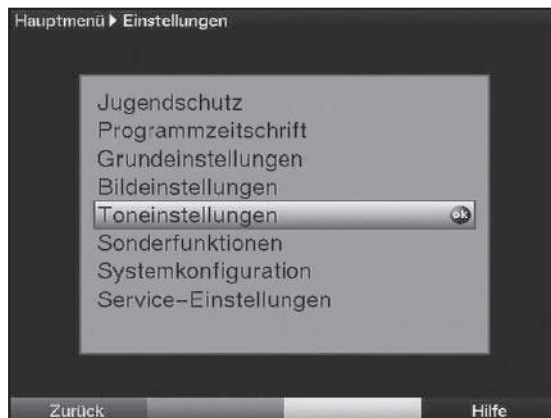 Hauptmenü ▶ Einstellungen
Jugendschutz
Programmzeitschrift
Grundeinstellungen
Bildeinstellungen
Toneinstellungen ok
Sonderfunktionen
Systemkonfiguration
Service-Einstellungen
Zurück Hilfe